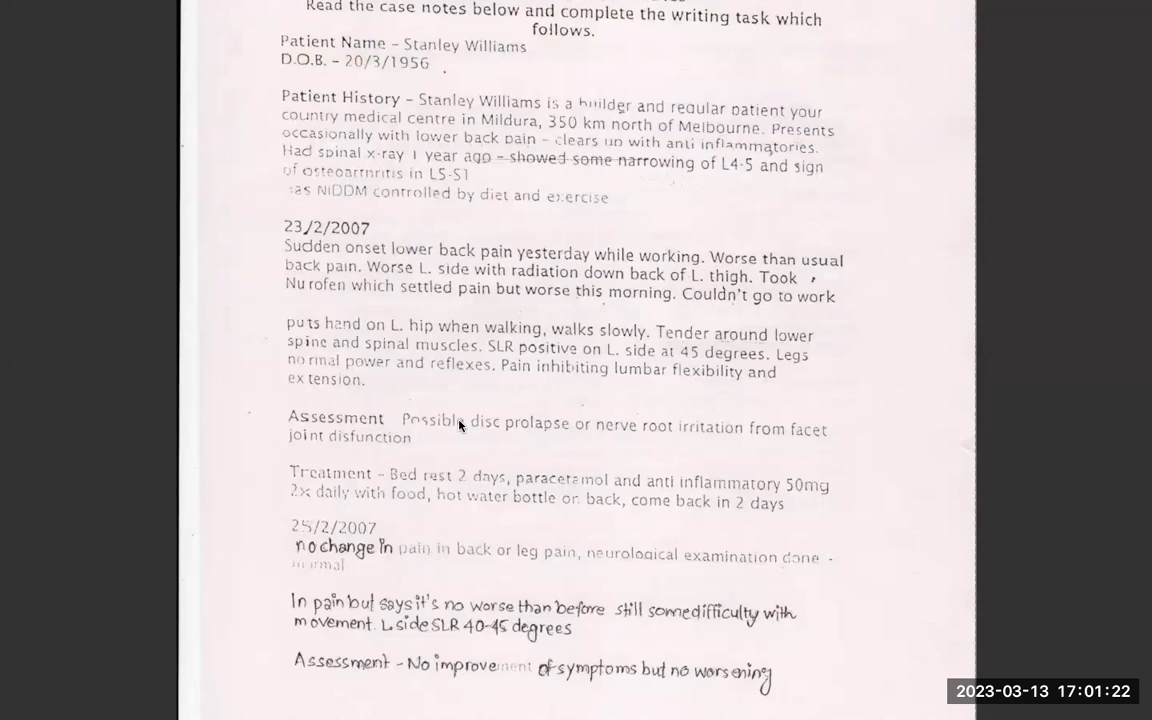 Read the case notes below and complete the writing task which
follows.
Patient Name – Stanley Williams
D.O.B. – 20/3/1956
Patient History – Stanley Williams is a builder and regular patient your
country medical centre in Mildura, 350 km north of Melbourne. Presents
occasionally with lower back pain – clears up with anti inflammatories.
Had spinal x-ray 1 year ago – showed some narrowing of L4-5 and sign
of osteoarthritis in L5-S1
has NIDDM controlled by diet and exercise
23/2/2007
Sudden onset lower back pain yesterday while working. Worse than usual
back pain. Worse L. side with radiation down back of L. thigh. Took
Nurofen which settled pain but worse this morning. Couldn't go to work
puts hand on L. hip when walking, walks slowly. Tender around lower
spine and spinal muscles. SLR positive on L. side at 45 degrees. Legs
normal power and reflexes. Pain inhibiting lumbar flexibility and
extension.
Assessment Possible disc prolapse or nerve root irritation from facet
joint disfunction
Treatment – Bed rest 2 days, paracetamol and anti inflammatory 50mg
2x daily with food, hot water bottle on back, come back in 2 days
25/2/2007
no change in pain in back or leg pain, neurological examination done -
normal
In pain but says it's no worse than before still some difficulty with
movement. L side SLR 40-45 degrees
Assessment - No improvement of symptoms but no worsening
2023-03-13 17:01:22